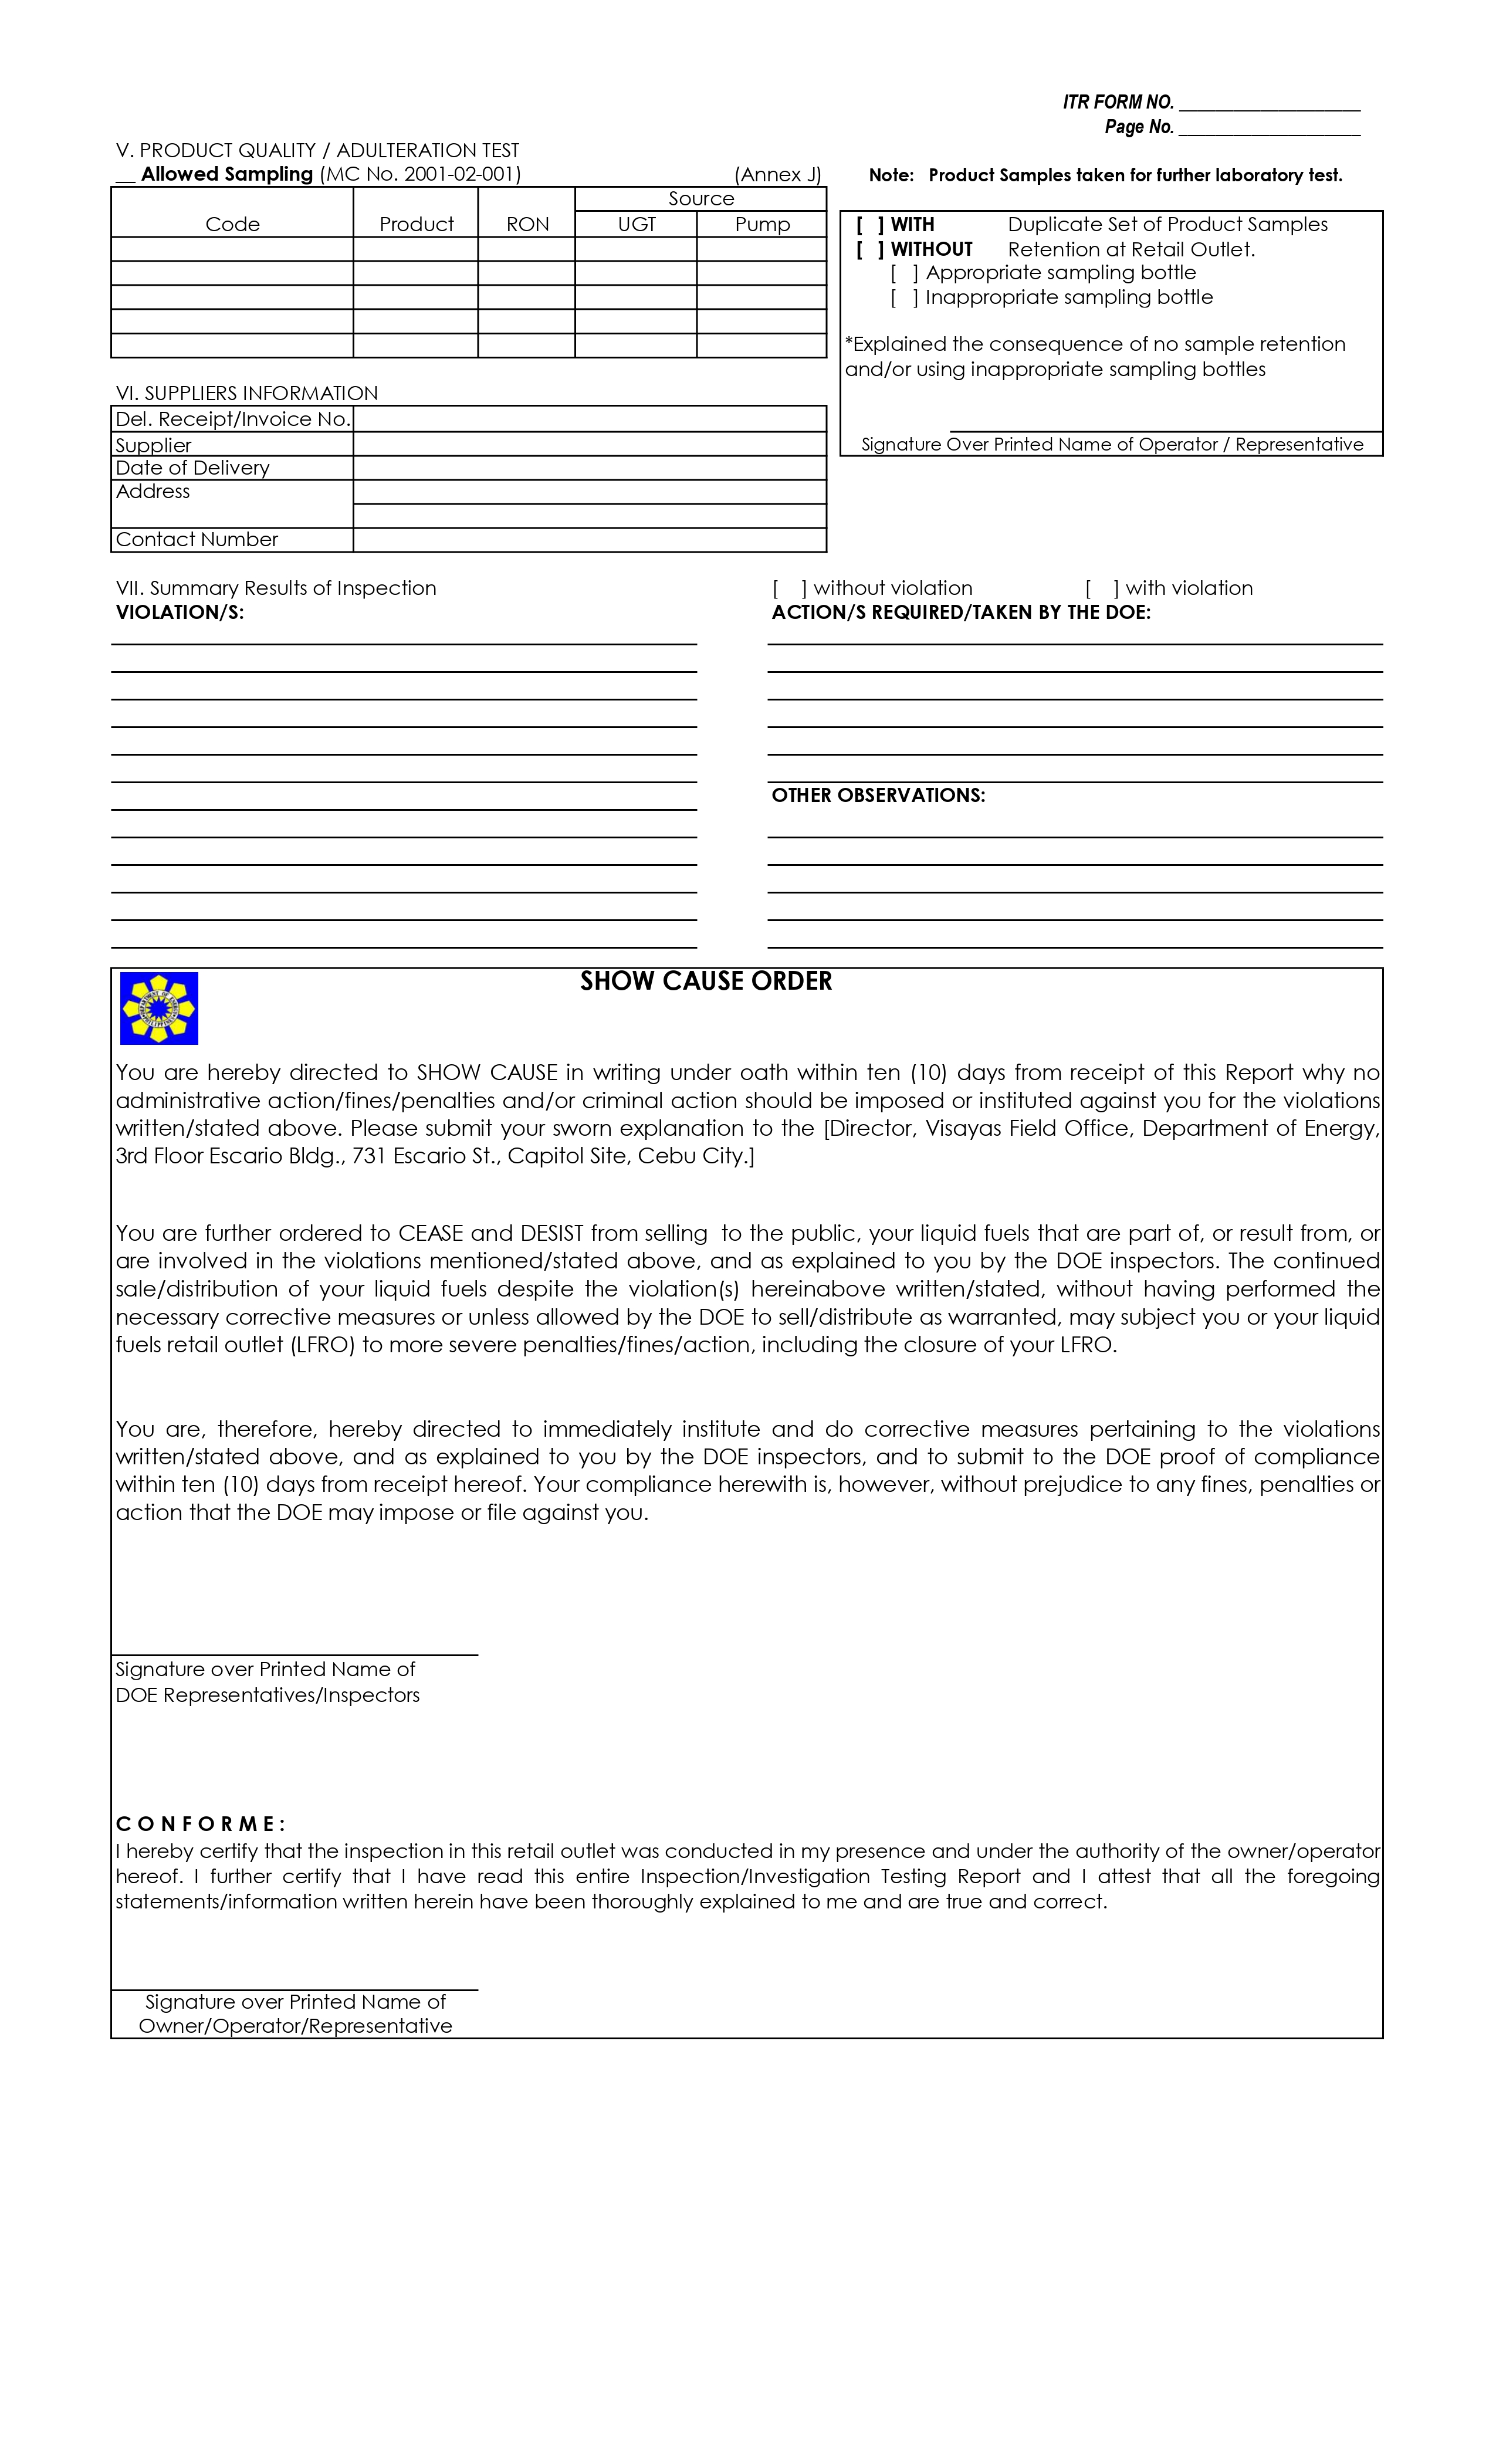 ITR FORM NO. ____________________
Page No. ____________________
V. PRODUCT QUALITY / ADULTERATION TEST
__ Allowed Sampling (MC No. 2001-02-001) (Annex J)
Note: Product Samples taken for further laboratory test.
Source
Code Product RON UGT Pump
[ ] WITH Duplicate Set of Product Samples
[ ] WITHOUT Retention at Retail Outlet.
[ ] Appropriate sampling bottle
[ ] Inappropriate sampling bottle
*Explained the consequence of no sample retention
and/or using inappropriate sampling bottles
Signature Over Printed Name of Operator / Representative
VI. SUPPLIERS INFORMATION
Del. Receipt/Invoice No.
Supplier
Date of Delivery
Address
Contact Number
VII. Summary Results of Inspection [ ] without violation [ ] with violation
VIOLATION/S:
ACTION/S REQUIRED/TAKEN BY THE DOE:
OTHER OBSERVATIONS:
SHOW CAUSE ORDER
DEPARTMENT OF ENERGY PHILIPPINES
You are hereby directed to SHOW CAUSE in writing under oath within ten (10) days from receipt of this Report why no
administrative action/fines/penalties and/or criminal action should be imposed or instituted against you for the violations
written/stated above. Please submit your sworn explanation to the [Director, Visayas Field Office, Department of Energy,
3rd Floor Escario Bldg., 731 Escario St., Capitol Site, Cebu City.]
You are further ordered to CEASE and DESIST from selling to the public, your liquid fuels that are part of, or result from, or
are involved in the violations mentioned/stated above, and as explained to you by the DOE inspectors. The continued
sale/distribution of your liquid fuels despite the violation(s) hereinabove written/stated, without having performed the
necessary corrective measures or unless allowed by the DOE to sell/distribute as warranted, may subject you or your liquid
fuels retail outlet (LFRO) to more severe penalties/fines/action, including the closure of your LFRO.
You are, therefore, hereby directed to immediately institute and do corrective measures pertaining to the violations
written/stated above, and as explained to you by the DOE inspectors, and to submit to the DOE proof of compliance
within ten (10) days from receipt hereof. Your compliance herewith is, however, without prejudice to any fines, penalties or
action that the DOE may impose or file against you.
Signature over Printed Name of
DOE Representatives/Inspectors
C O N F O R M E :
I hereby certify that the inspection in this retail outlet was conducted in my presence and under the authority of the owner/operator
hereof. I further certify that I have read this entire Inspection/Investigation Testing Report and I attest that all the foregoing
statements/information written herein have been thoroughly explained to me and are true and correct.
Signature over Printed Name of
Owner/Operator/Representative